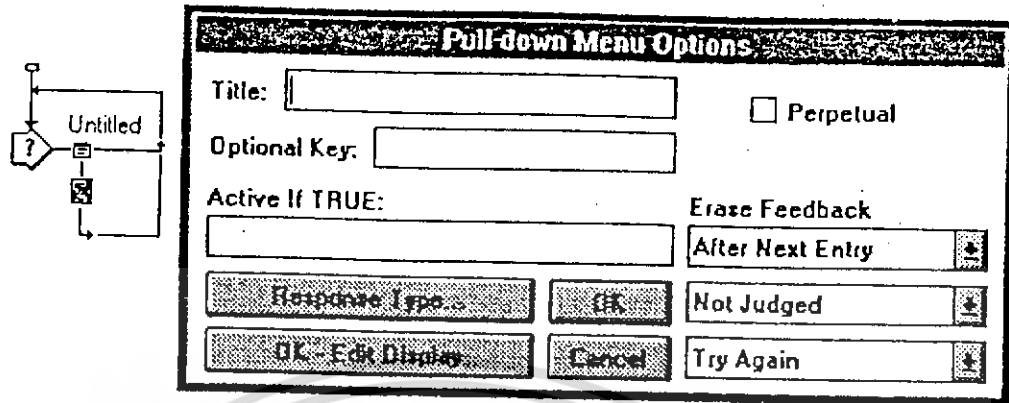 Pull-down Menu Options
Title:
Perpetual
Untitled
?
Optional Key:
Active If TRUE:
Erase Feedback
After Next Entry
Response Type...
OK
Not Judged
OK - Edit Display...
Cancel
Try Again